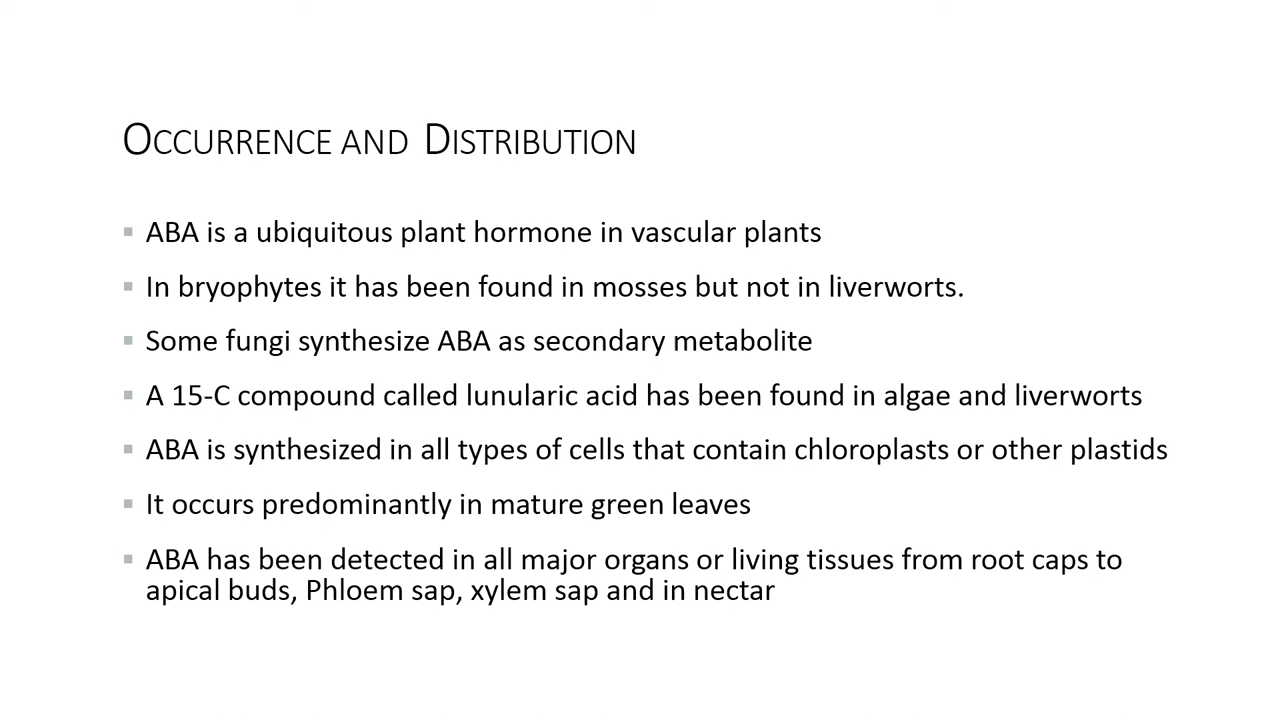 Occurrence and Distribution
▪ ABA is a ubiquitous plant hormone in vascular plants
▪ In bryophytes it has been found in mosses but not in liverworts.
▪ Some fungi synthesize ABA as secondary metabolite
▪ A 15-C compound called lunularic acid has been found in algae and liverworts
▪ ABA is synthesized in all types of cells that contain chloroplasts or other plastids
▪ It occurs predominantly in mature green leaves
▪ ABA has been detected in all major organs or living tissues from root caps to
apical buds, Phloem sap, xylem sap and in nectar